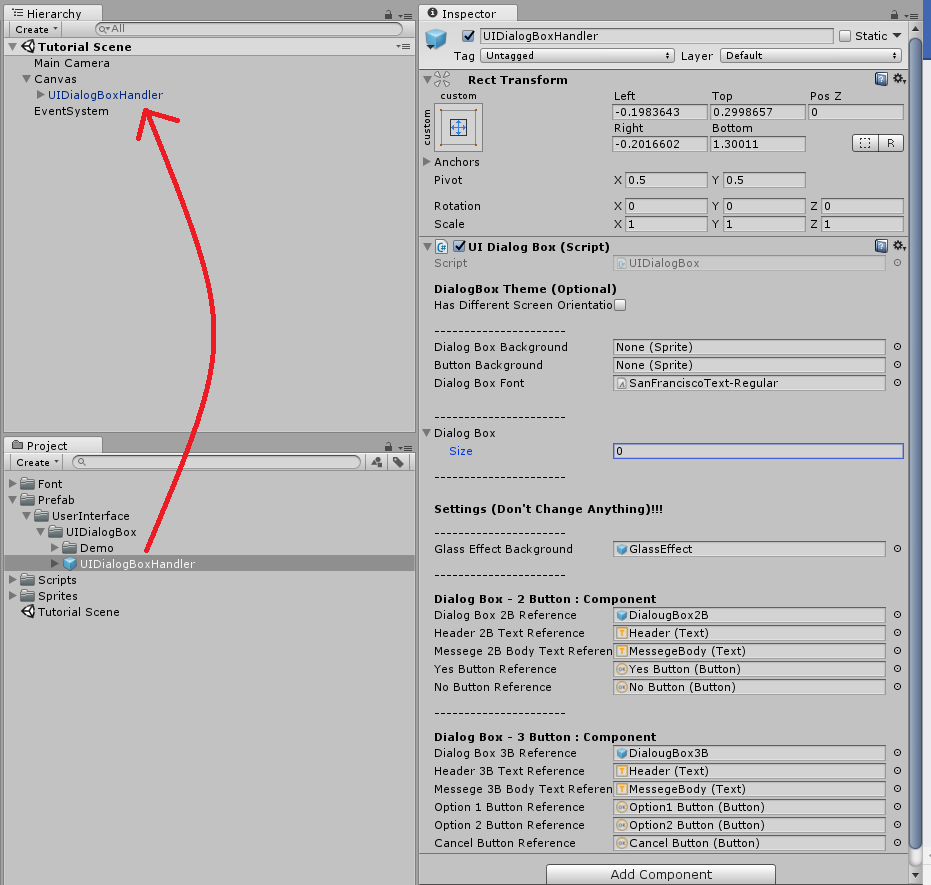 Hierarchy
Create
All
Tutorial Scene
Main Camera
Canvas
UIDialogBoxHandler
EventSystem
Project
Create
Font
Prefab
UserInterface
UIDialogBox
Demo
UIDialogBoxHandler
Scripts
Sprites
Tutorial Scene
Inspector
UIDialogBoxHandler Static
Tag Untagged Layer Default
Rect Transform
custom
custom
Left Top Pos Z
-0.1983643 0.2998657 0
Right Bottom
-0.2016602 1.30011 R
Anchors
Pivot X 0.5 Y 0.5
Rotation X 0 Y 0 Z 0
Scale X 1 Y 1 Z 1
UI Dialog Box (Script)
Script UIDialogBox
DialogBox Theme (Optional)
Has Different Screen Orientatio
----------------------
Dialog Box Background None (Sprite)
Button Background None (Sprite)
Dialog Box Font SanFranciscoText-Regular
----------------------
Dialog Box
Size 0
----------------------
Settings (Don't Change Anything)!!!
----------------------
Glass Effect Background GlassEffect
----------------------
Dialog Box - 2 Button : Component
Dialog Box 2B Reference DialougBox2B
Header 2B Text Reference Header (Text)
Messege 2B Body Text Referen MessegeBody (Text)
Yes Button Reference Yes Button (Button)
No Button Reference No Button (Button)
----------------------
Dialog Box - 3 Button : Component
Dialog Box 3B Reference DialougBox3B
Header 3B Text Reference Header (Text)
Messege 3B Body Text Referen MessegeBody (Text)
Option 1 Button Reference Option1 Button (Button)
Option 2 Button Reference Option2 Button (Button)
Cancel Button Reference Cancel Button (Button)
Add Component